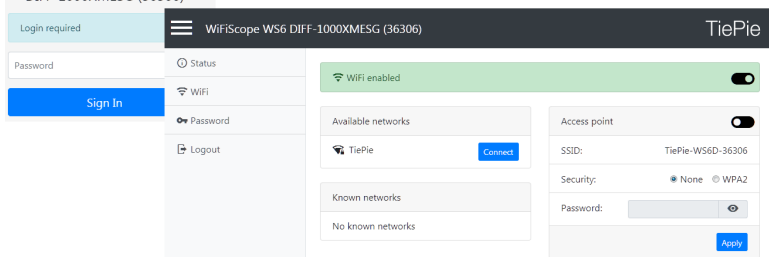 Login required
Password
Sign In
WiFiScope WS6 DIFF-1000XMESG (36306)
TiePie
Status
WiFi
Password
Logout
WiFi enabled
Available networks
TiePie
Connect
Known networks
No known networks
Access point
SSID: TiePie-WS6D-36306
Security: None WPA2
Password:
Apply